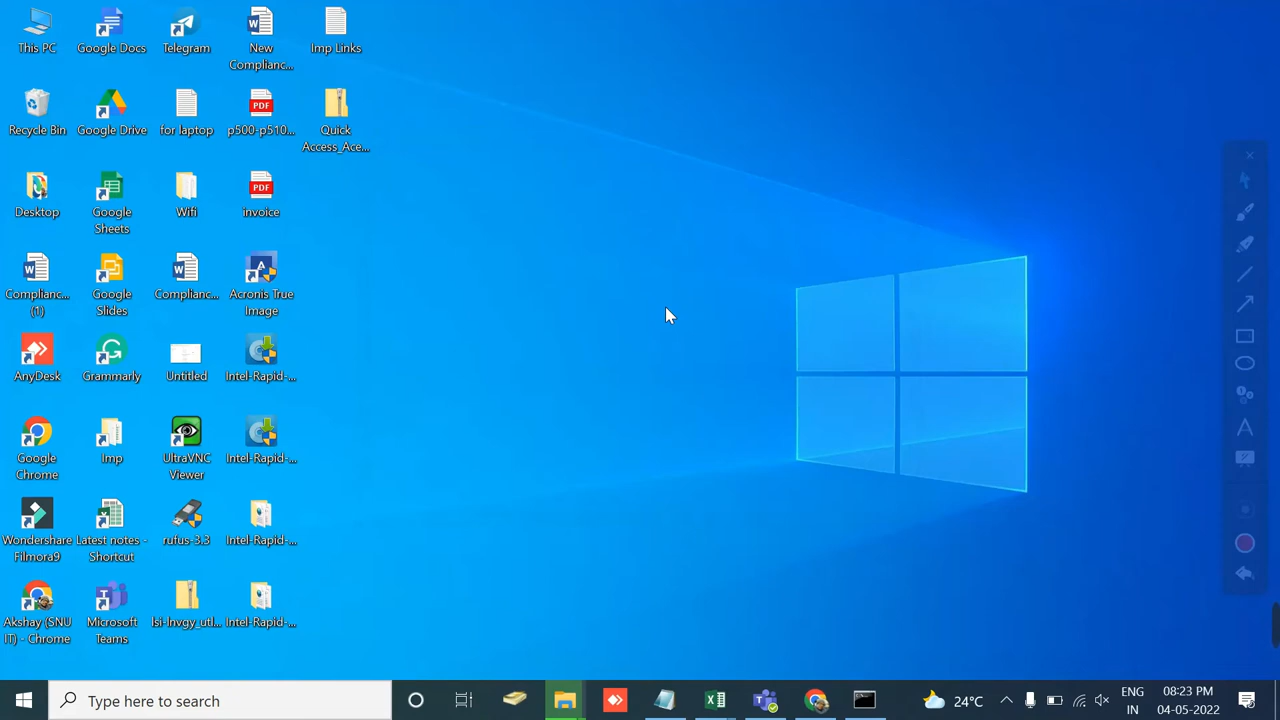 This PC
Google Docs
Telegram
New
Complianc...
Imp Links
Recycle Bin
Google Drive
for laptop
p500-p510...
Quick
Access_Ace...
Desktop
Google
Sheets
Wifi
invoice
Complianc...
(1)
Google
Slides
Complianc...
Acronis True
Image
AnyDesk
Grammarly
Untitled
Intel-Rapid-...
Google
Chrome
Imp
UltraVNC
Viewer
Intel-Rapid-...
Wondershare
Filmora9
Latest notes -
Shortcut
rufus-3.3
Intel-Rapid-...
Akshay (SNU
IT) - Chrome
Microsoft
Teams
lsi-lnvgy_utl...
Intel-Rapid-...
Type here to search
24°C
ENG
IN
08:23 PM
04-05-2022